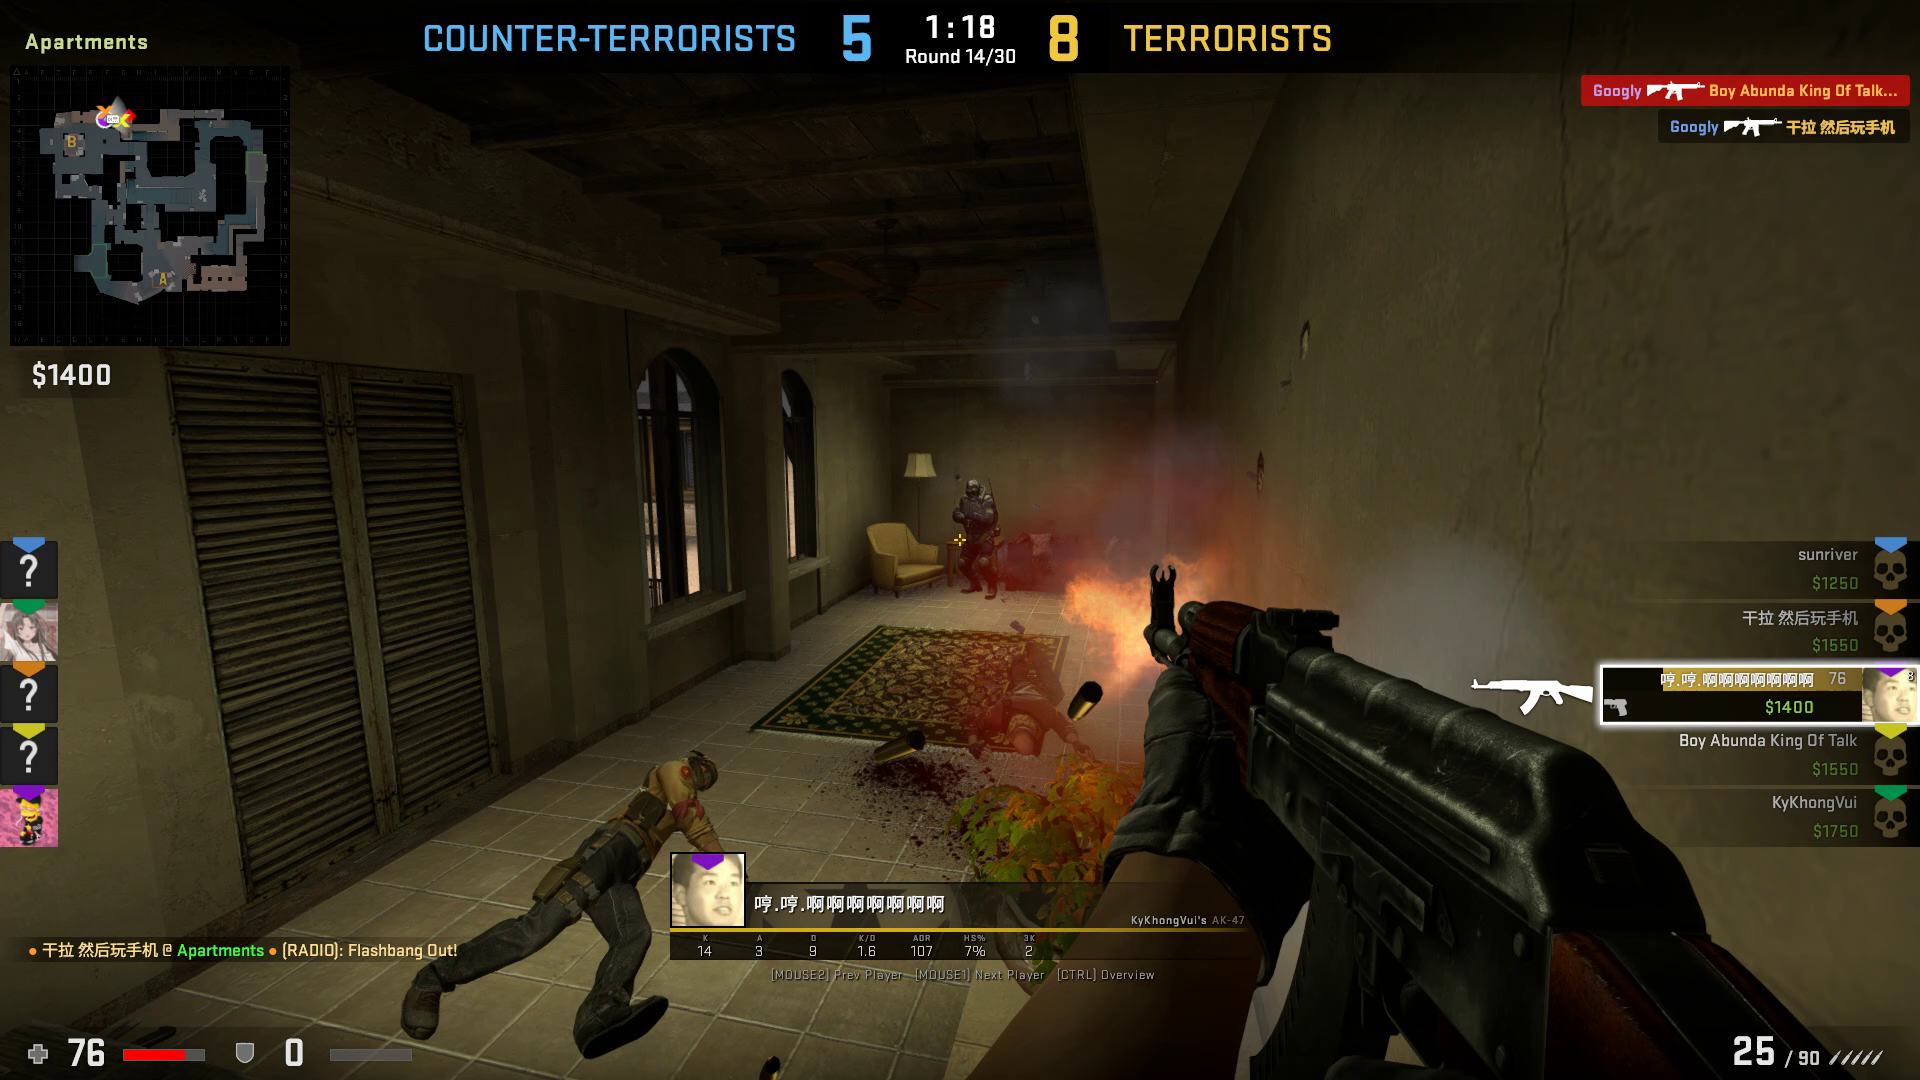 Apartments
COUNTER-TERRORISTS 5 1:18 8 TERRORISTS
Round 14/30
Googly Boy Abunda King Of Talk...
Googly 干拉 然后玩手机
B
A
$1400
?
?
?
sunriver
$1250
干拉 然后玩手机
$1550
哼.哼.啊啊啊啊啊啊啊 76
$1400
Boy Abunda King Of Talk
$1550
KyKhongVui
$1750
哼.哼.啊啊啊啊啊啊啊
KyKhongVui's AK-47
K A D K/D ADR HS% 3K
14 3 9 1.6 107 7% 2
[MOUSE2] Prev Player [MOUSE1] Next Player [CTRL] Overview
● 干拉 然后玩手机 @ Apartments ● (RADIO): Flashbang Out!
76 0
25 / 90